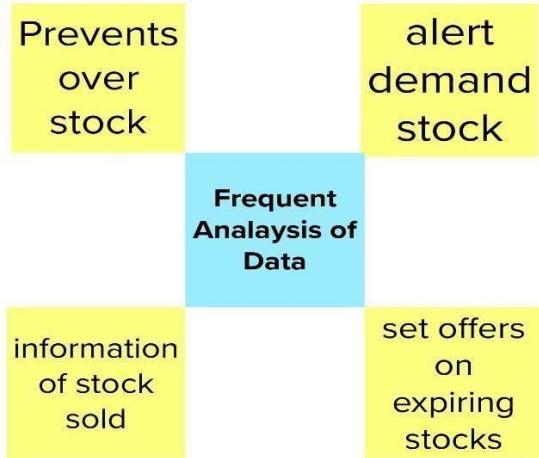 Prevents
over
stock
alert
demand
stock
Frequent
Analaysis of
Data
information
of stock
sold
set offers
on
expiring
stocks